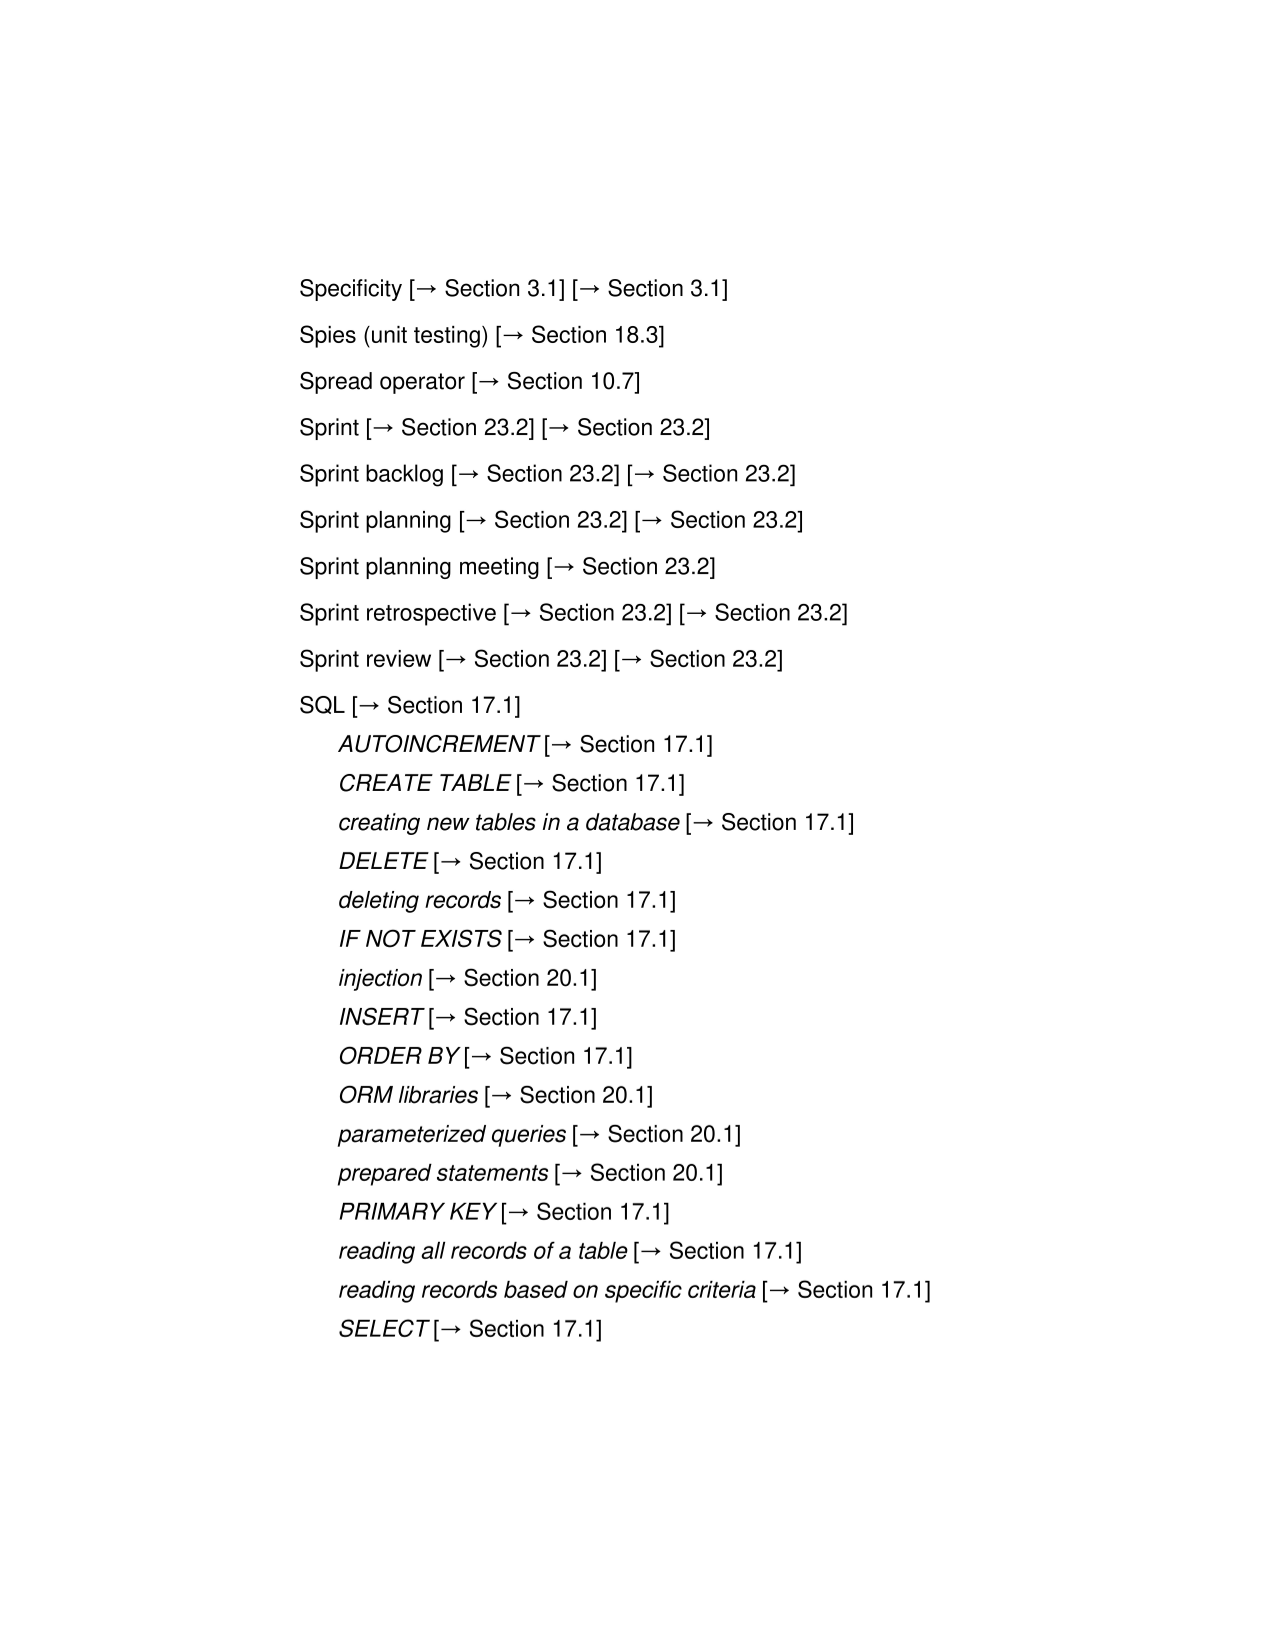 Specificity [→ Section 3.1] [→ Section 3.1]
Spies (unit testing) [→ Section 18.3]
Spread operator [→ Section 10.7]
Sprint [→ Section 23.2] [→ Section 23.2]
Sprint backlog [→ Section 23.2] [→ Section 23.2]
Sprint planning [→ Section 23.2] [→ Section 23.2]
Sprint planning meeting [→ Section 23.2]
Sprint retrospective [→ Section 23.2] [→ Section 23.2]
Sprint review [→ Section 23.2] [→ Section 23.2]
SQL [→ Section 17.1]
AUTOINCREMENT [→ Section 17.1]
CREATE TABLE [→ Section 17.1]
creating new tables in a database [→ Section 17.1]
DELETE [→ Section 17.1]
deleting records [→ Section 17.1]
IF NOT EXISTS [→ Section 17.1]
injection [→ Section 20.1]
INSERT [→ Section 17.1]
ORDER BY [→ Section 17.1]
ORM libraries [→ Section 20.1]
parameterized queries [→ Section 20.1]
prepared statements [→ Section 20.1]
PRIMARY KEY [→ Section 17.1]
reading all records of a table [→ Section 17.1]
reading records based on specific criteria [→ Section 17.1]
SELECT [→ Section 17.1]